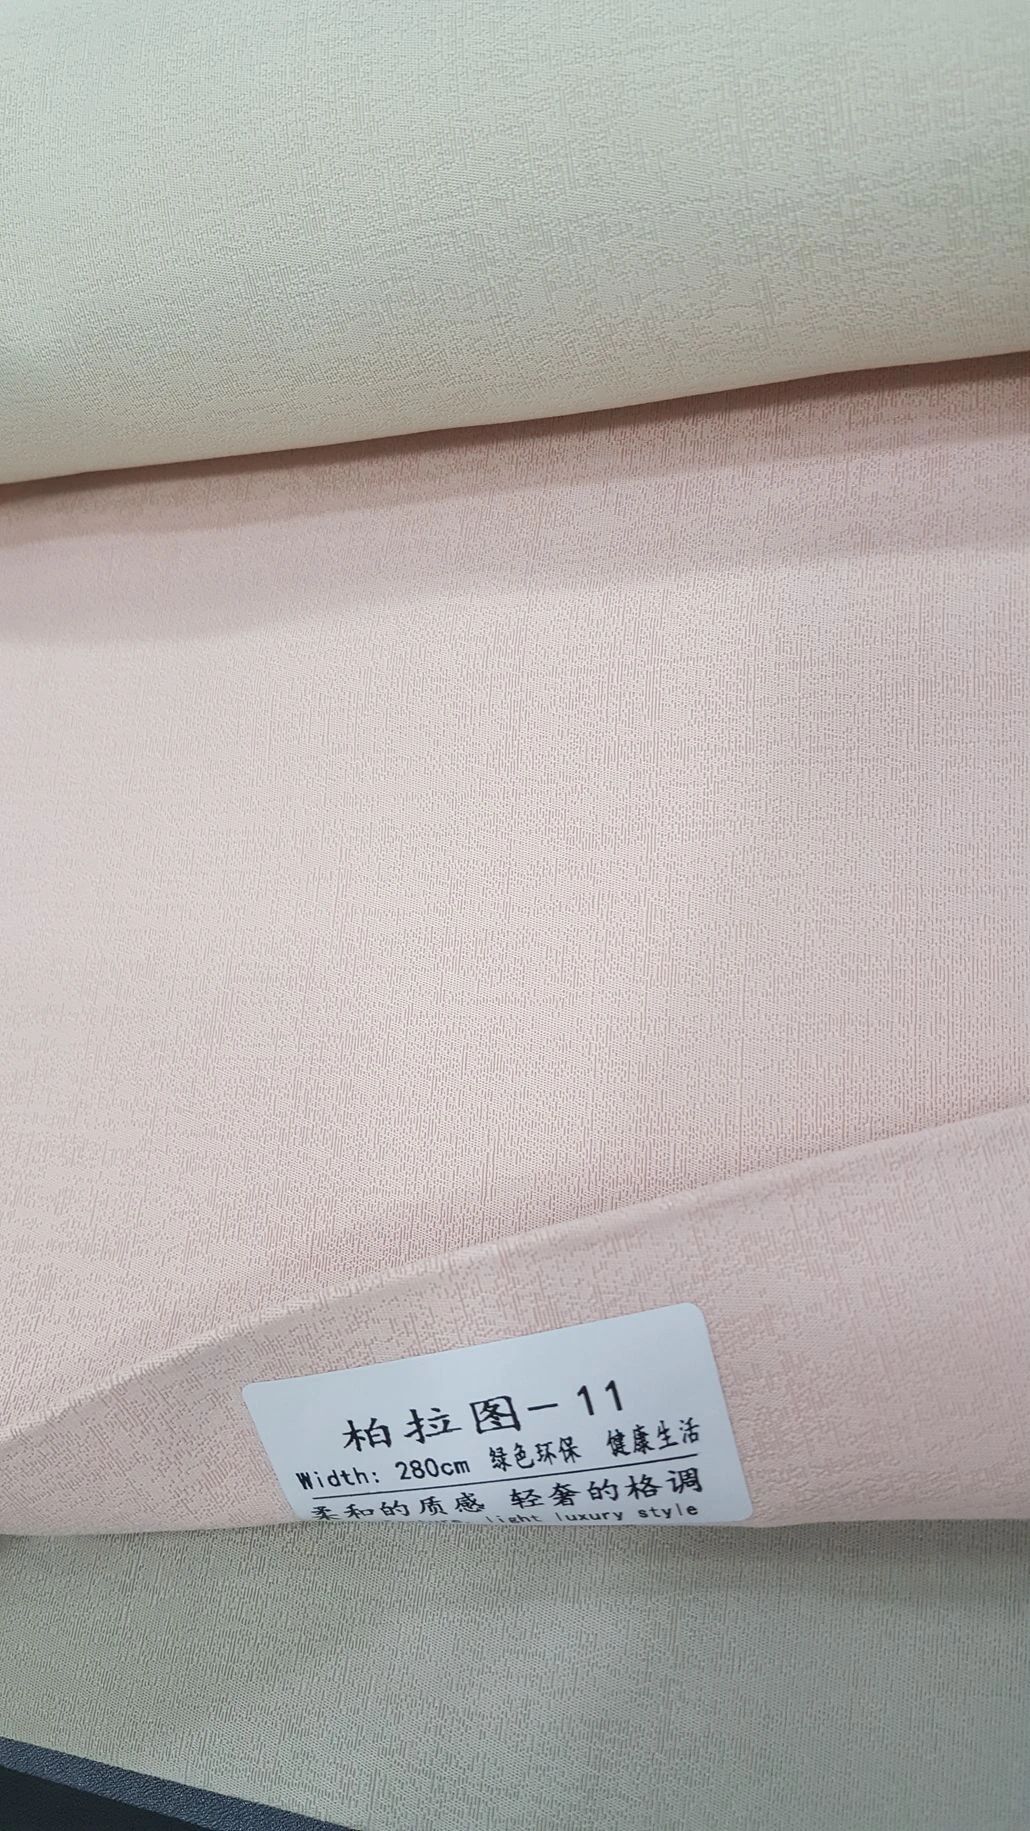 柏拉图-11
Width: 280cm 绿色环保 健康生活
柔和的质感 轻奢的格调
light luxury style